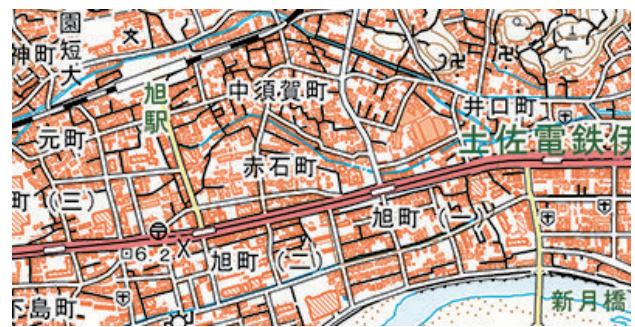 園短大
神町
旭駅
中須賀町
井口町
元町
土佐電鉄伊
赤石町
町(三)
旭町(一)
6.2
旭町(二)
下島町
新月橋